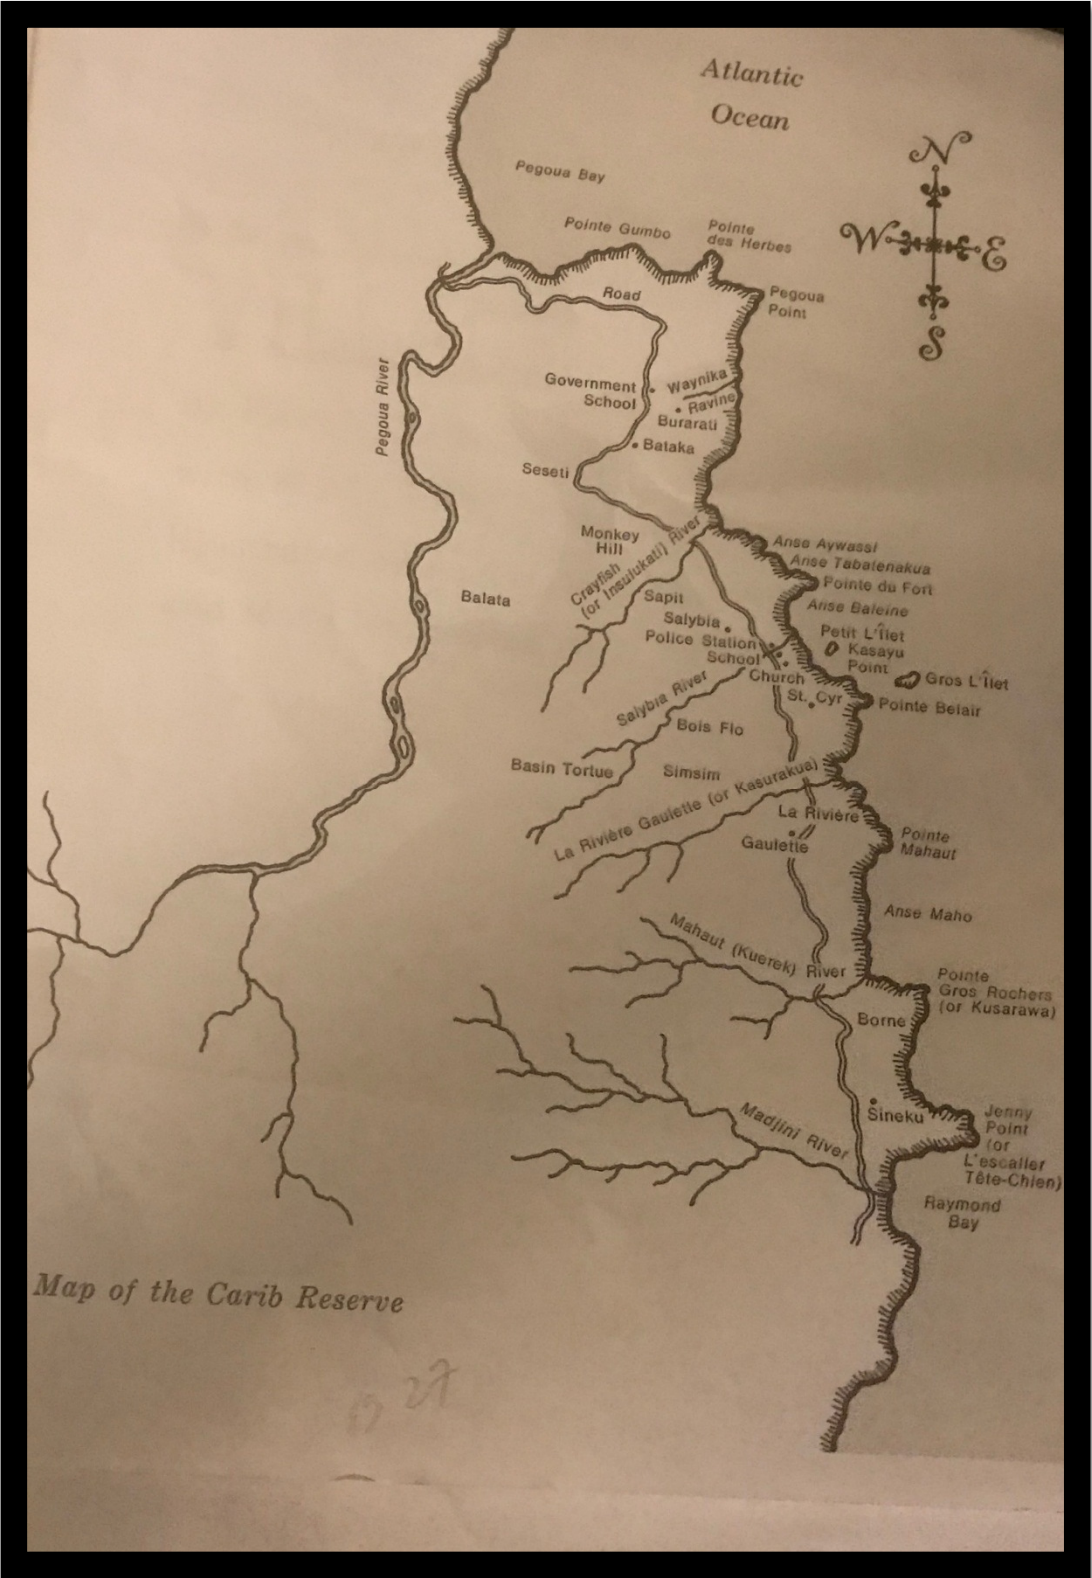 Atlantic
Ocean
N
W
E
S
Pegoua Bay
Pointe Gumbo
Pointe
des Herbes
Pegoua
Point
Road
Pegoua River
Government
School
Waynika
Ravine
Burarati
Bataka
Seseti
Monkey
Hill
Crayfish
(or Insulukati) River
Anse Aywassi
Anse Tabatenakua
Pointe du Fort
Anse Baleine
Balata
Sapit
Salybia
Police Station
School
Church
Petit L'Îlet
Kasayu
Point
Gros L'Îlet
St. Cyr
Pointe Belair
Salybia River
Bois Flo
Basin Tortue
Simsim
La Rivière Gaulette (or Kasurakua)
La Rivière
Gaulette
Pointe
Mahaut
Anse Maho
Mahaut (Kuerek) River
Pointe
Gros Rochers
(or Kusarawa)
Borne
Sineku
Jenny
Point
(or
L'escalier
Tête-Chien)
Madjini River
Raymond
Bay
Map of the Carib Reserve
27